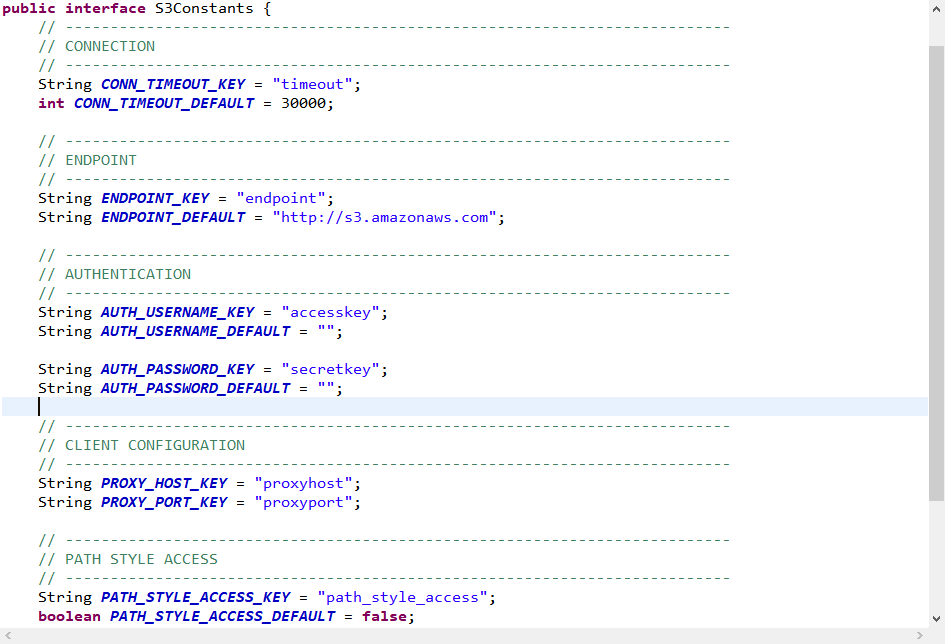 public interface S3Constants {
// --------------------------------------------------------------------------
// CONNECTION
// --------------------------------------------------------------------------
String CONN_TIMEOUT_KEY = "timeout";
int CONN_TIMEOUT_DEFAULT = 30000;
// --------------------------------------------------------------------------
// ENDPOINT
// --------------------------------------------------------------------------
String ENDPOINT_KEY = "endpoint";
String ENDPOINT_DEFAULT = "http://s3.amazonaws.com";
// --------------------------------------------------------------------------
// AUTHENTICATION
// --------------------------------------------------------------------------
String AUTH_USERNAME_KEY = "accesskey";
String AUTH_USERNAME_DEFAULT = "";
String AUTH_PASSWORD_KEY = "secretkey";
String AUTH_PASSWORD_DEFAULT = "";
// --------------------------------------------------------------------------
// CLIENT CONFIGURATION
// --------------------------------------------------------------------------
String PROXY_HOST_KEY = "proxyhost";
String PROXY_PORT_KEY = "proxyport";
// --------------------------------------------------------------------------
// PATH STYLE ACCESS
// --------------------------------------------------------------------------
String PATH_STYLE_ACCESS_KEY = "path_style_access";
boolean PATH_STYLE_ACCESS_DEFAULT = false;